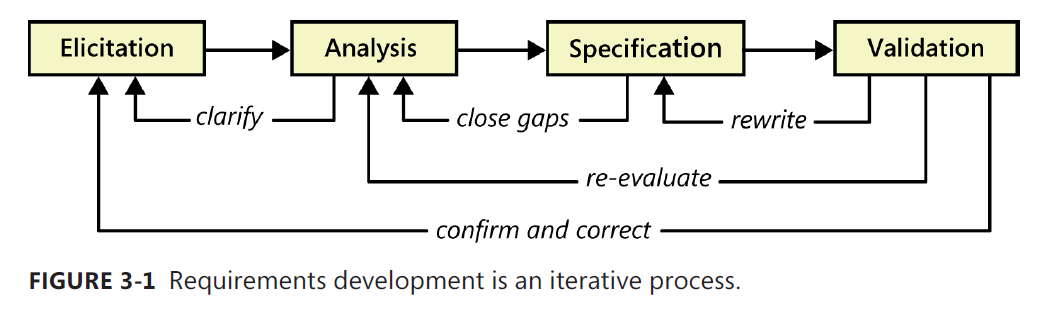 Elicitation
Analysis
Specification
Validation
clarify
close gaps
rewrite
re-evaluate
confirm and correct
FIGURE 3-1 Requirements development is an iterative process.